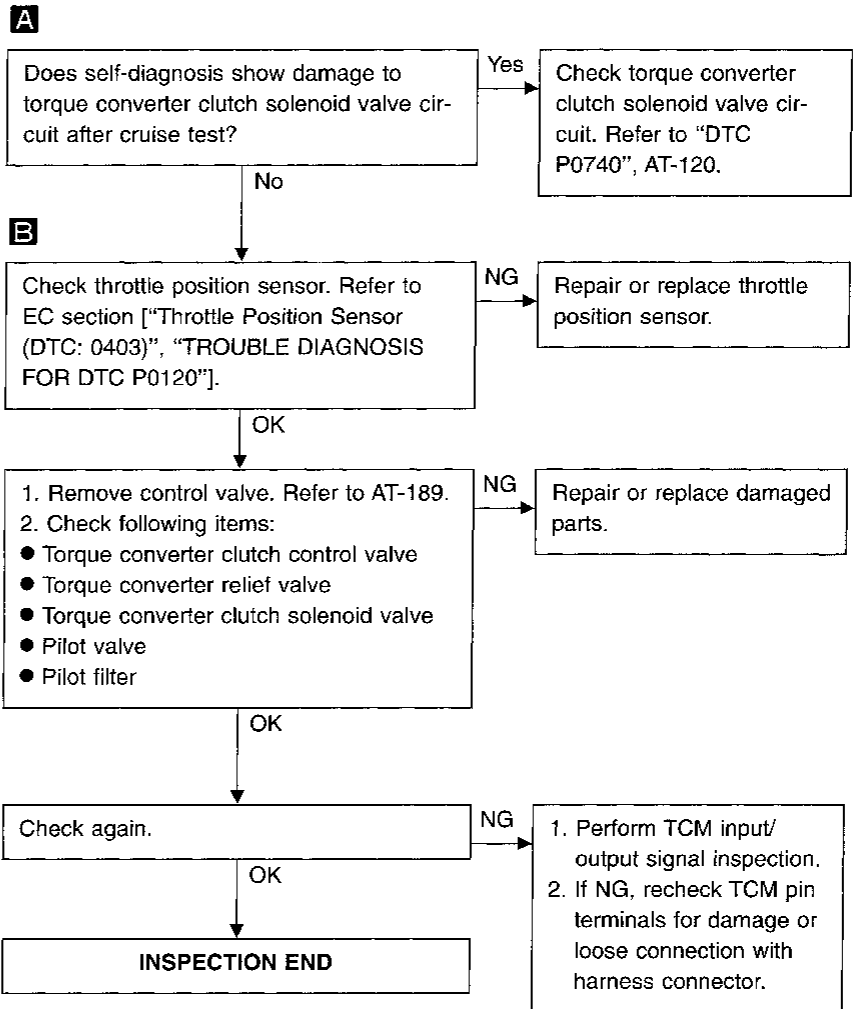 A
Does self-diagnosis show damage to
torque converter clutch solenoid valve cir-
cuit after cruise test?
Yes
Check torque converter
clutch solenoid valve cir-
cuit. Refer to “DTC
P0740”, AT-120.
No
B
Check throttle position sensor. Refer to
EC section [“Throttle Position Sensor
(DTC: 0403)”, “TROUBLE DIAGNOSIS
FOR DTC P0120”].
NG
Repair or replace throttle
position sensor.
OK
1. Remove control valve. Refer to AT-189.
2. Check following items:
● Torque converter clutch control valve
● Torque converter relief valve
● Torque converter clutch solenoid valve
● Pilot valve
● Pilot filter
NG
Repair or replace damaged
parts.
OK
Check again.
NG
1. Perform TCM input/
output signal inspection.
2. If NG, recheck TCM pin
terminals for damage or
loose connection with
harness connector.
OK
INSPECTION END